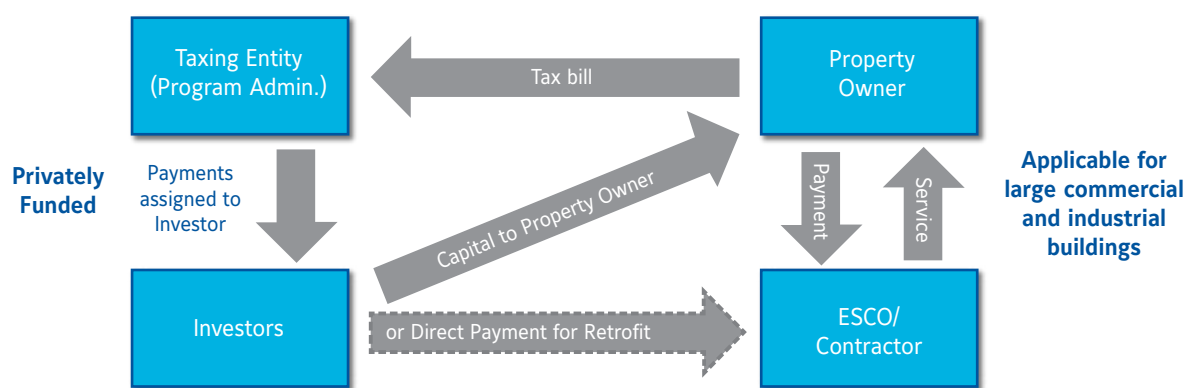 Taxing Entity
(Program Admin.)
Tax bill
Property
Owner
Privately
Funded
Payments
assigned to
Investor
Capital to Property Owner
Payment
Service
Applicable for
large commercial
and industrial
buildings
Investors
or Direct Payment for Retrofit
ESCO/
Contractor